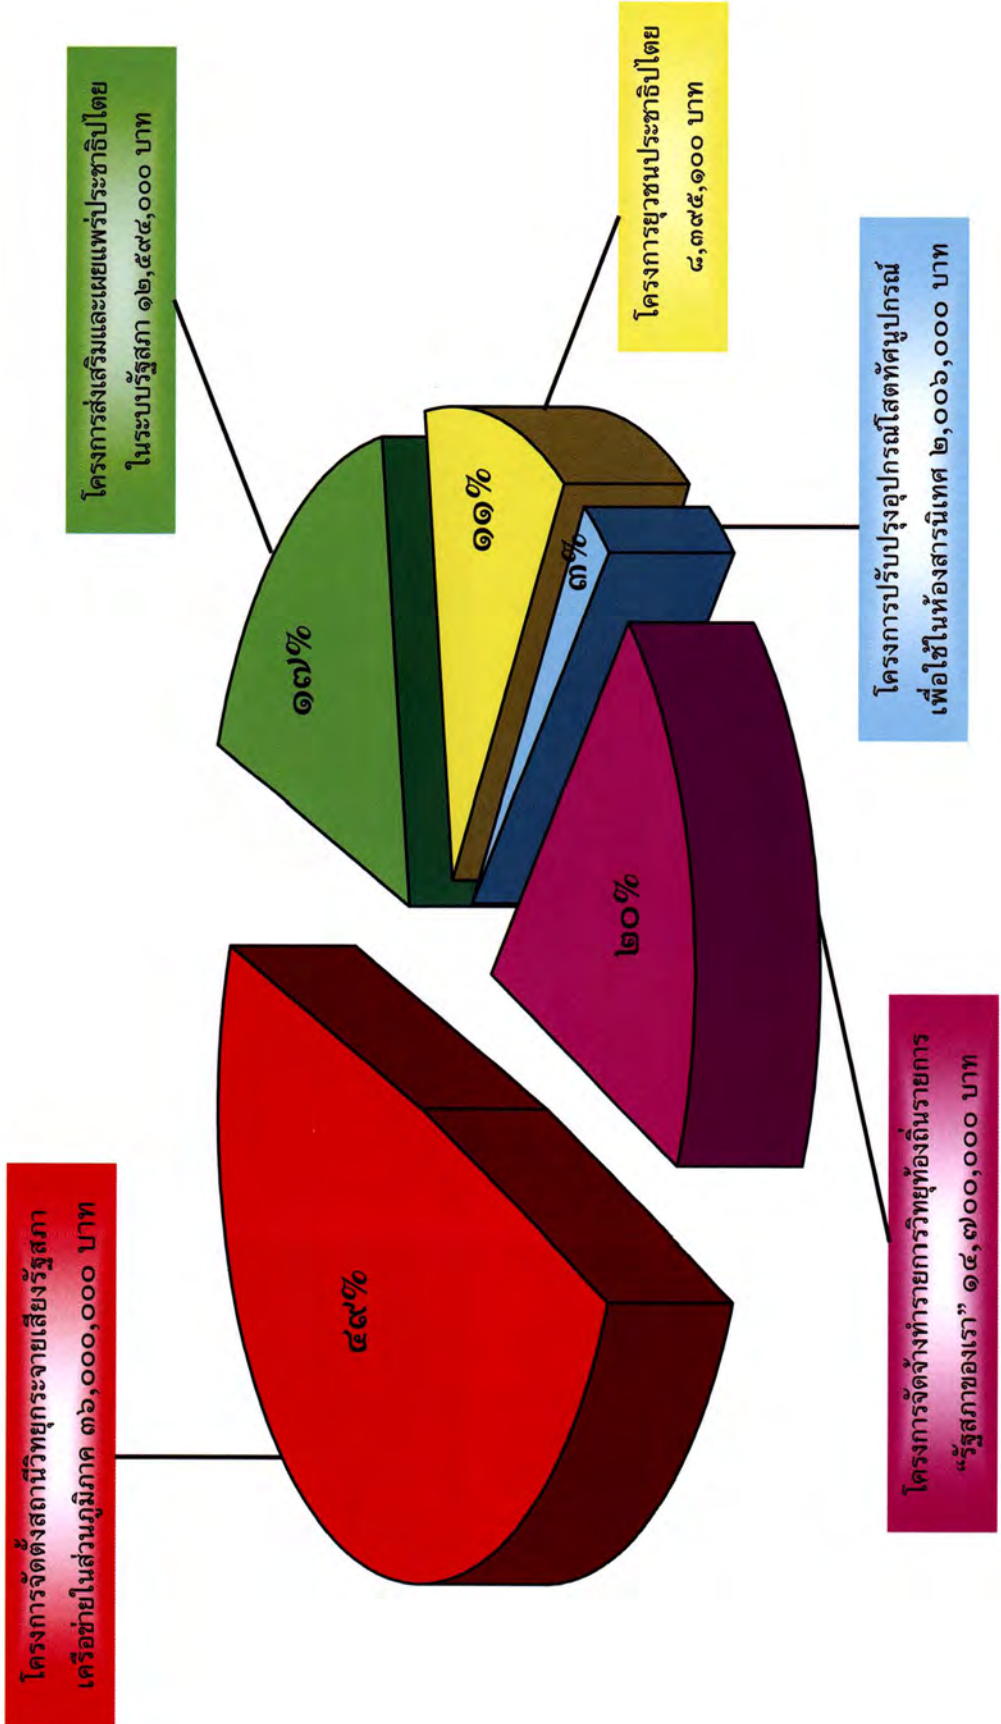 โครงการจัดตั้งสถานีวิทยุกระจายเสียงรัฐสภา
เครือข่ายในส่วนภูมิภาค ๓๖,๐๐๐,๐๐๐ บาท
โครงการส่งเสริมและเผยแพร่ประชาธิปไตย
ในระบบรัฐสภา ๑๒,๕๙๔,๐๐๐ บาท
๔๙%
๑๗%
๑๑%
๓%
๒๐%
โครงการยุวชนประชาธิปไตย
๘,๓๙๕,๑๐๐ บาท
โครงการจัดจ้างทำรายการวิทยุท้องถิ่นรายการ
“รัฐสภาของเรา” ๑๔,๗๐๐,๐๐๐ บาท
โครงการปรับปรุงอุปกรณ์โสตทัศนูปกรณ์
เพื่อใช้ในห้องสารนิเทศ ๒,๐๐๖,๐๐๐ บาท